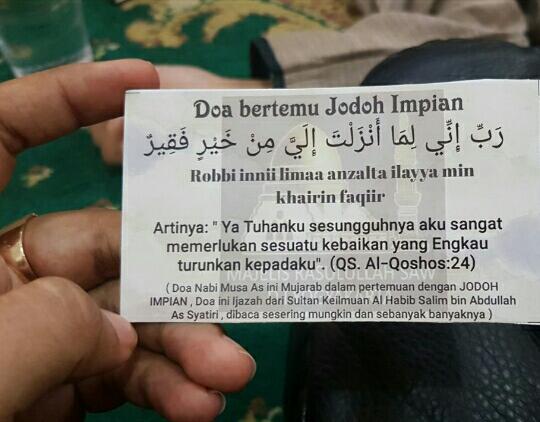 Doa bertemu Jodoh Impian
رَبِّ إِنِّي لِمَا أَنْزَلْتَ إِلَيَّ مِنْ خَيْرٍ فَقِيرٌ
Robbi innii limaa anzalta ilayya min
khairin faqiir
Artinya: " Ya Tuhanku sesungguhnya aku sangat
memerlukan sesuatu kebaikan yang Engkau
turunkan kepadaku". (QS. Al-Qoshos:24)
MAJELIS RASULULLAH SAW
( Doa Nabi Musa As ini Mujarab dalam pertemuan dengan JODOH
IMPIAN , Doa ini Ijazah dari Sultan Keilmuan Al Habib Salim bin Abdullah
As Syatiri , dibaca sesering mungkin dan sebanyak banyaknya )